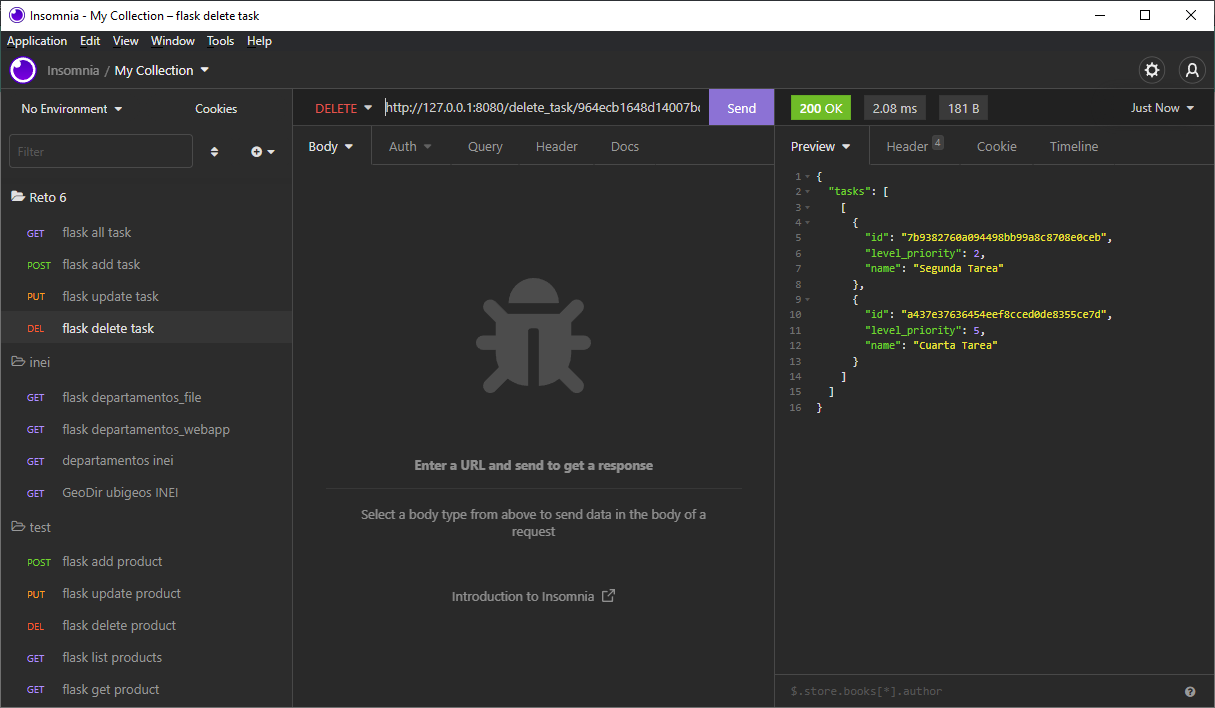 Insomnia - My Collection – flask delete task
Application Edit View Window Tools Help
Insomnia / My Collection
No Environment Cookies
Filter
Reto 6
GET flask all task
POST flask add task
PUT flask update task
DEL flask delete task
inei
GET flask departamentos_file
GET flask departamentos_webapp
GET departamentos inei
GET GeoDir ubigeos INEI
test
POST flask add product
PUT flask update product
DEL flask delete product
GET flask list products
GET flask get product
DELETE http://127.0.0.1:8080/delete_task/964ecb1648d14007b Send
Body Auth Query Header Docs
Enter a URL and send to get a response
Select a body type from above to send data in the body of a
request
Introduction to Insomnia
200 OK 2.08 ms 181 B Just Now
Preview Header 4 Cookie Timeline
1 {
2 "tasks": [
3 [
4 {
5 "id": "7b9382760a094498bb99a8c8708e0ceb",
6 "level_priority": 2,
7 "name": "Segunda Tarea"
8 },
9 {
10 "id": "a437e37636454eef8cced0de8355ce7d",
11 "level_priority": 5,
12 "name": "Cuarta Tarea"
13 }
14 ]
15 ]
16 }
$.store.books[*].author